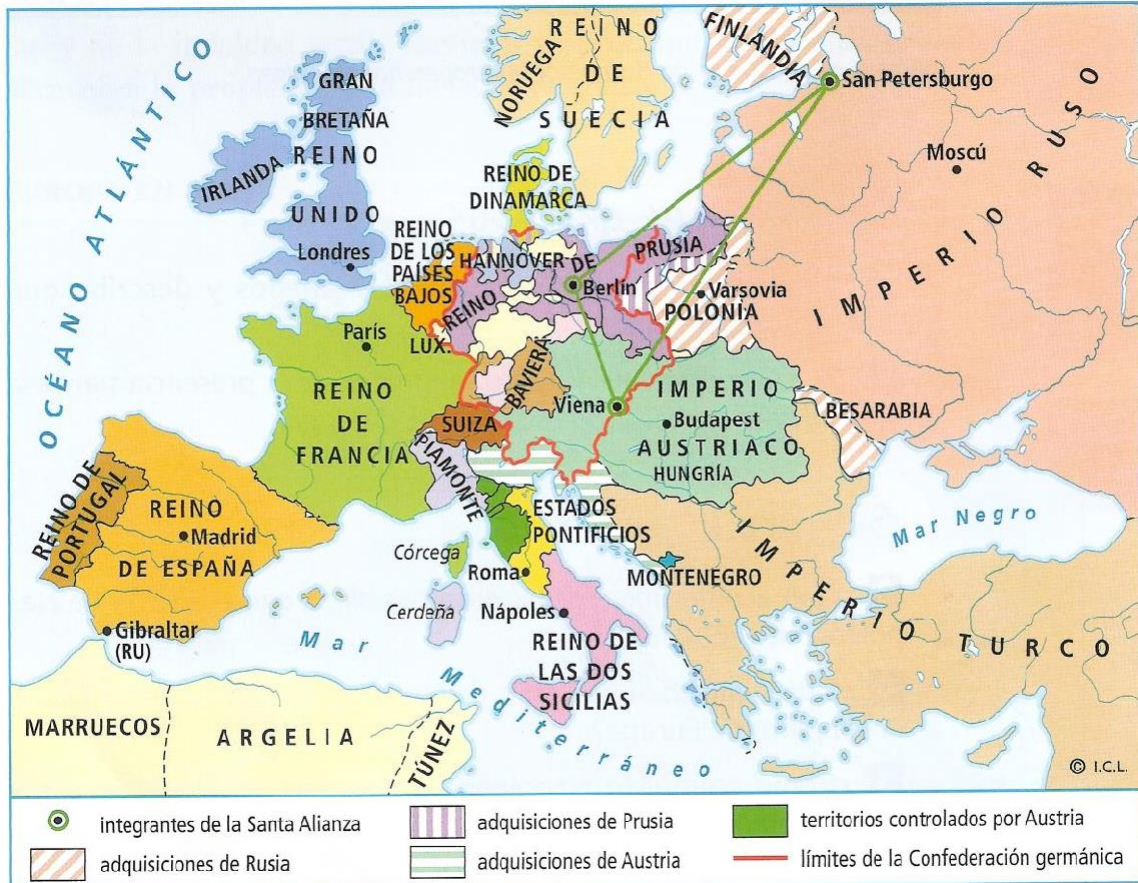 OCÉANO ATLÁNTICO
GRAN
BRETAÑA
REINO
UNIDO
IRLANDA
Londres
NORUEGA
REINO
DE
SUECIA
FINLANDIA
San Petersburgo
Moscú
IMPERIO RUSO
REINO DE
DINAMARCA
REINO
DE LOS
PAÍSES
BAJOS
LUX.
HANNOVER
REINO DE
PRUSIA
Berlín
Varsovia
POLONIA
París
REINO
DE
FRANCIA
BAVIERA
SUIZA
Viena
IMPERIO
Budapest
AUSTRIACO
HUNGRÍA
BESARABIA
PIAMONTE
ESTADOS
PONTIFICIOS
REINO DE
PORTUGAL
REINO
Madrid
DE ESPAÑA
Gibraltar
(RU)
Córcega
Cerdeña
Roma
Nápoles
REINO DE
LAS DOS
SICILIAS
MONTENEGRO
IMPERIO TURCO
Mar Negro
Mar Mediterráneo
MARRUECOS
ARGELIA
TÚNEZ
© I.C.L.
integrantes de la Santa Alianza
adquisiciones de Prusia
territorios controlados por Austria
adquisiciones de Rusia
adquisiciones de Austria
límites de la Confederación germánica